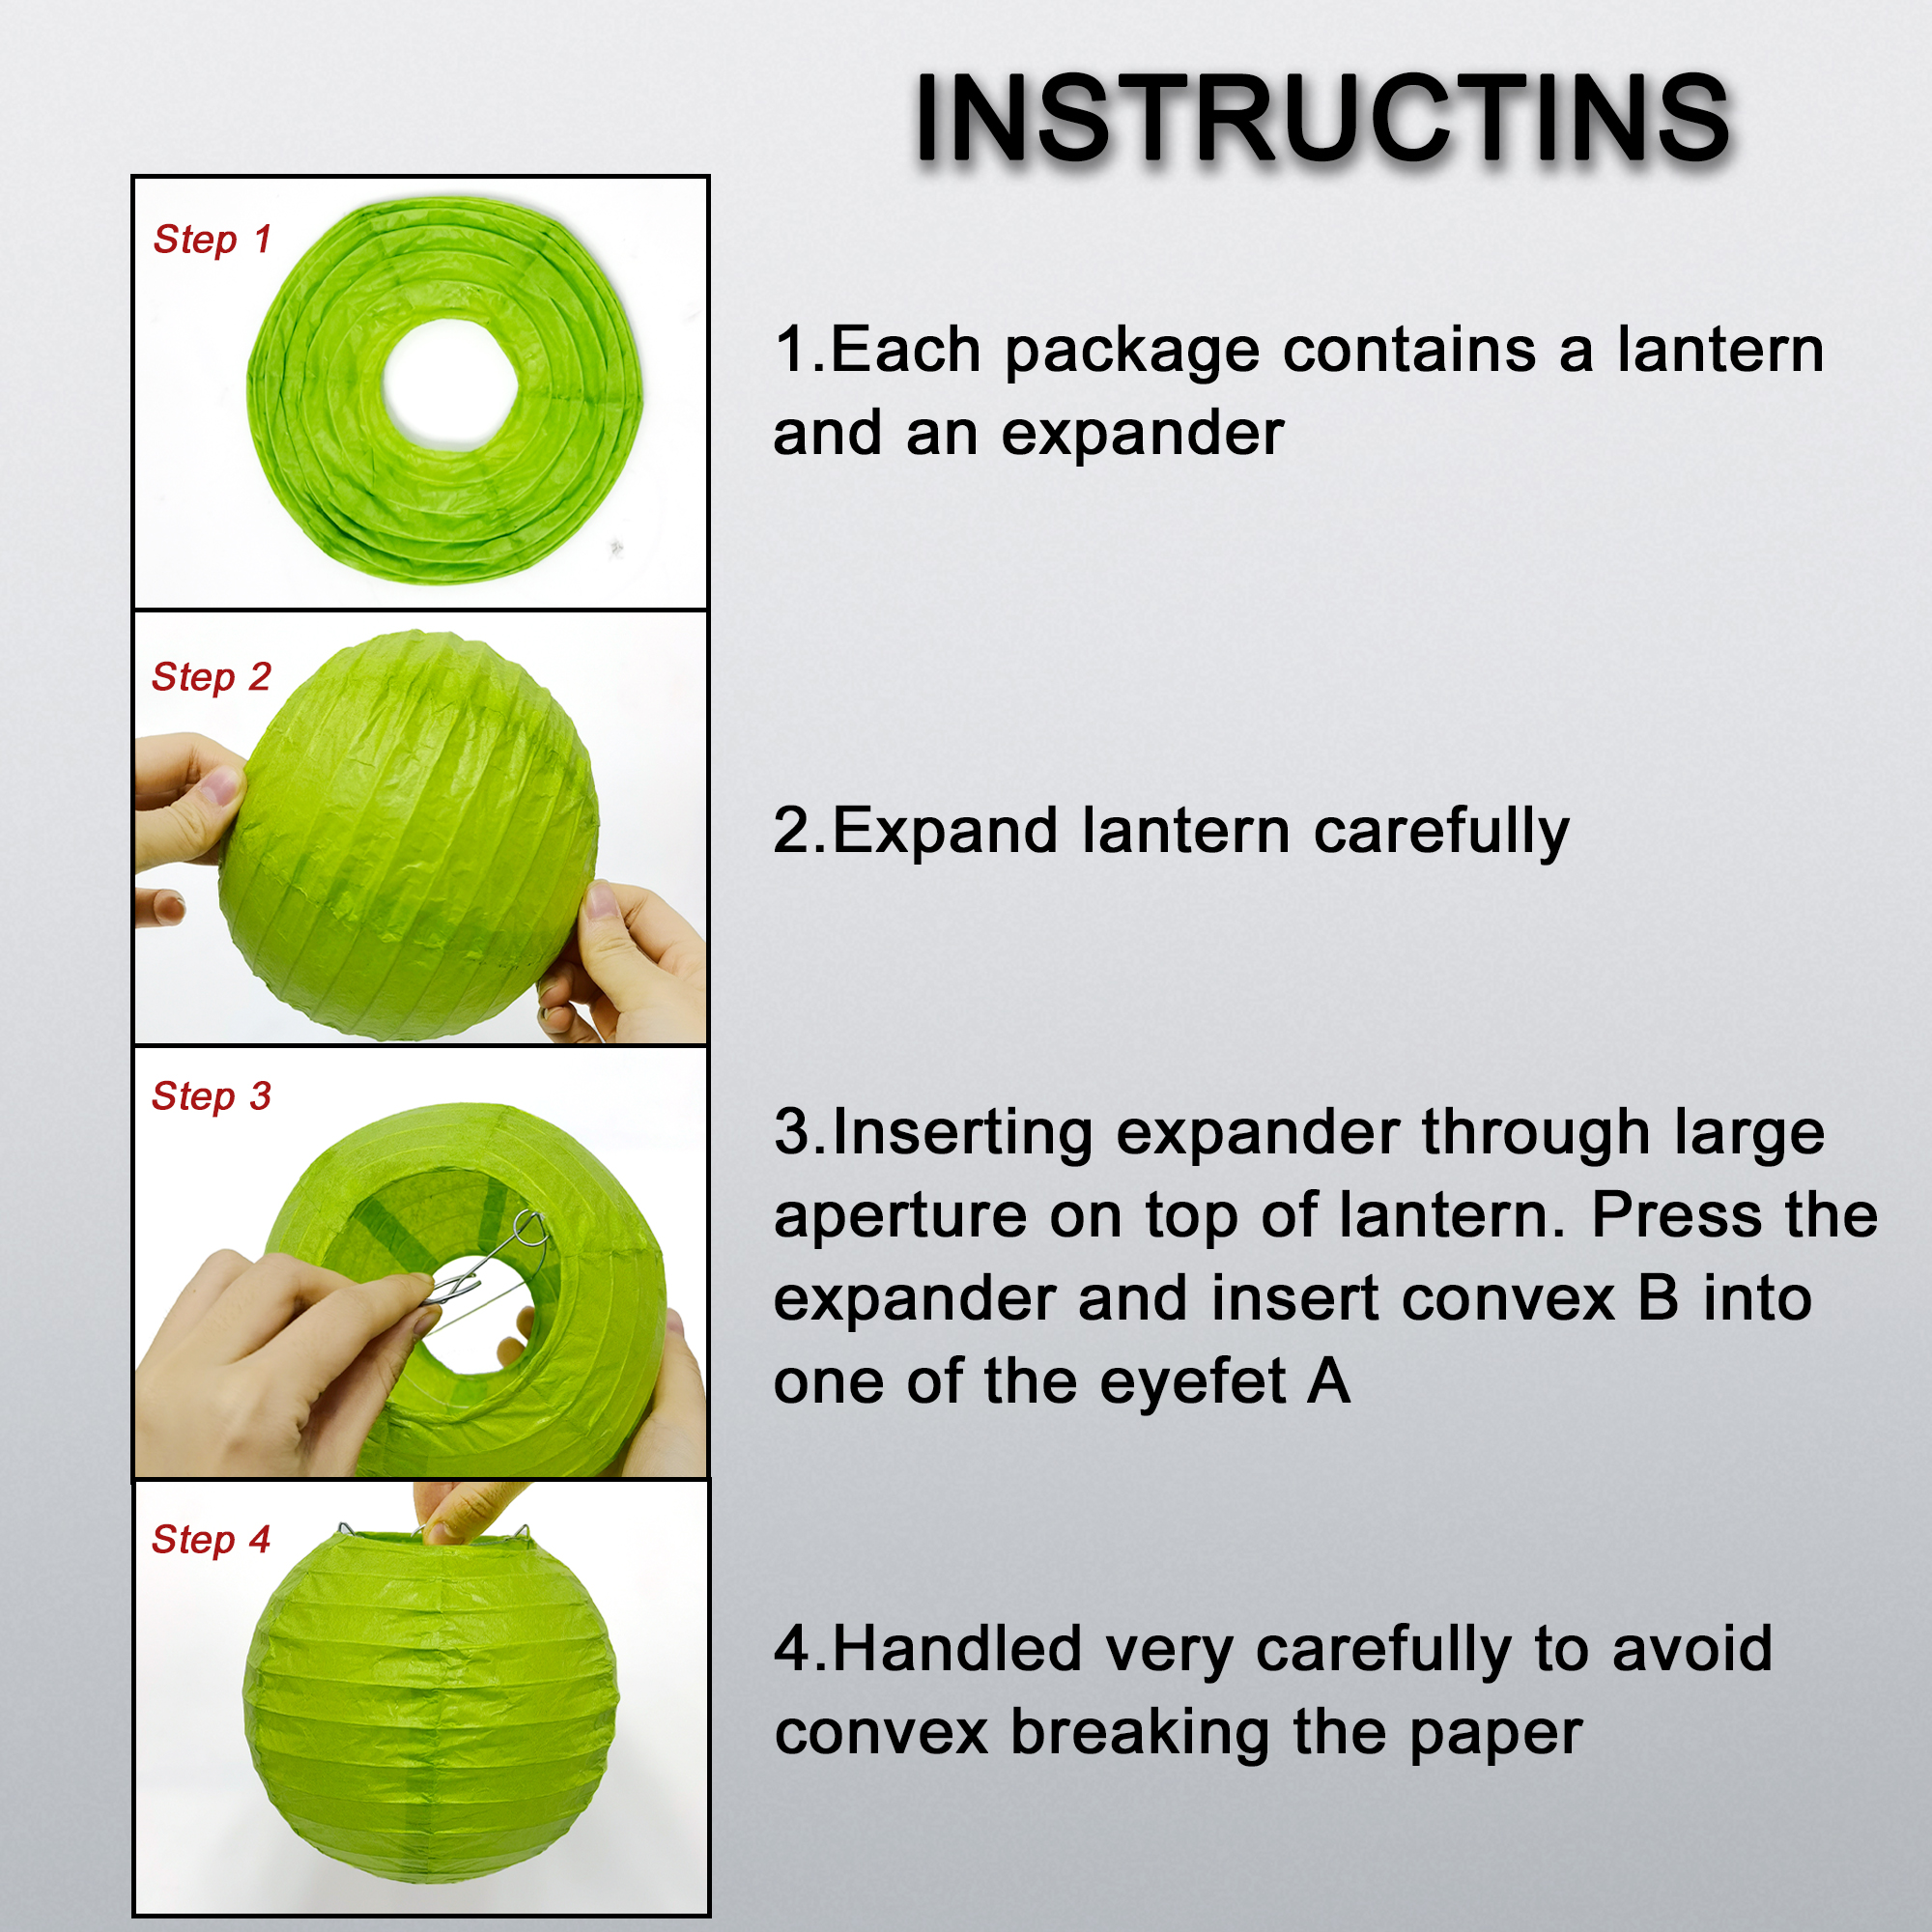 INSTRUCTINS
Step 1
1.Each package contains a lantern
and an expander
Step 2
2.Expand lantern carefully
Step 3
3.Inserting expander through large
aperture on top of lantern. Press the
expander and insert convex B into
one of the eyefet A
Step 4
4.Handled very carefully to avoid
convex breaking the paper